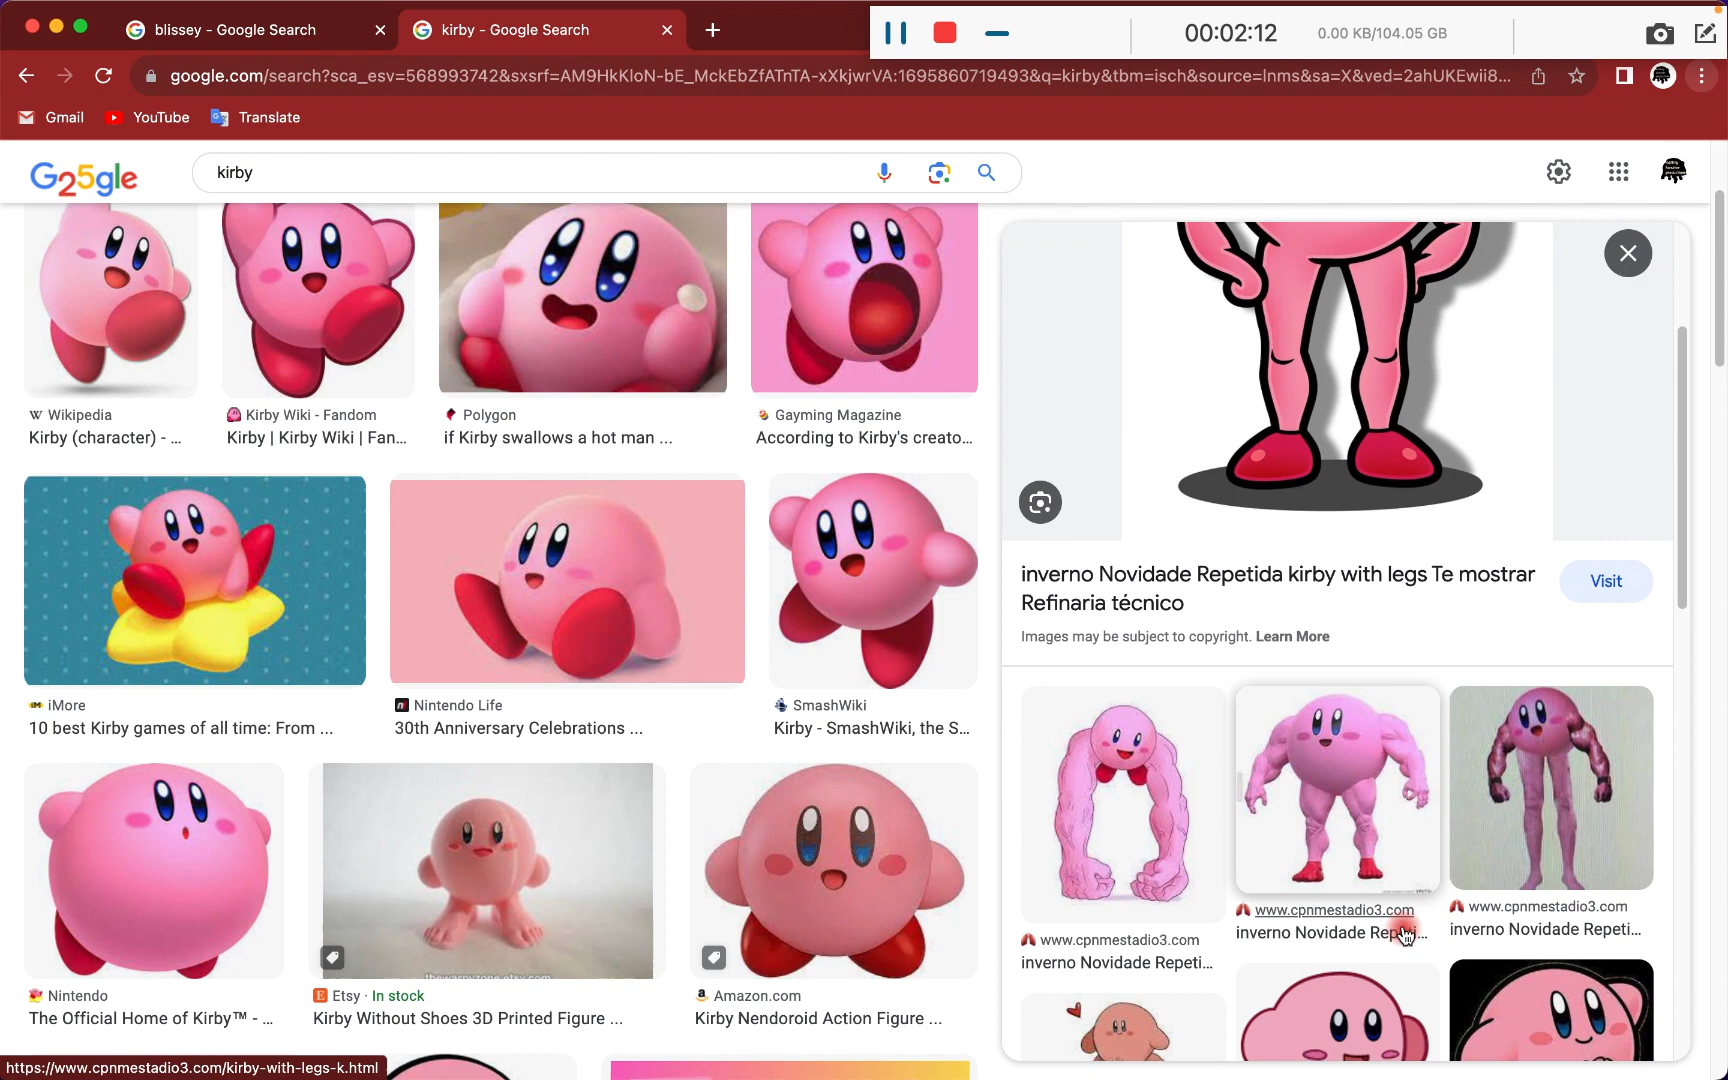 blissey - Google Search
kirby - Google Search
00:02:12
0.00 KB/104.05 GB
google.com/search?sca_esv=568993742&sxsrf=AM9HkKloN-bE_MckEbZfATnTA-xXkjwrVA:1695860719493&q=kirby&tbm=isch&source=lnms&sa=X&ved=2ahUKEwii8...
Gmail
YouTube
Translate
G25gle
kirby
W Wikipedia
Kirby (character) - ...
Kirby Wiki - Fandom
Kirby | Kirby Wiki | Fan...
Polygon
if Kirby swallows a hot man ...
Gayming Magazine
According to Kirby's creato...
iMore
10 best Kirby games of all time: From ...
Nintendo Life
30th Anniversary Celebrations ...
SmashWiki
Kirby - SmashWiki, the S...
Nintendo
The Official Home of Kirby™ - ...
thewarpyzone.etsy.com
Etsy · In stock
Kirby Without Shoes 3D Printed Figure ...
Amazon.com
Kirby Nendoroid Action Figure ...
inverno Novidade Repetida kirby with legs Te mostrar
Refinaria técnico
Visit
Images may be subject to copyright. Learn More
www.cpnmestadio3.com
inverno Novidade Repeti...
www.cpnmestadio3.com
inverno Novidade Repeti...
www.cpnmestadio3.com
inverno Novidade Repeti...
https://www.cpnmestadio3.com/kirby-with-legs-k.html